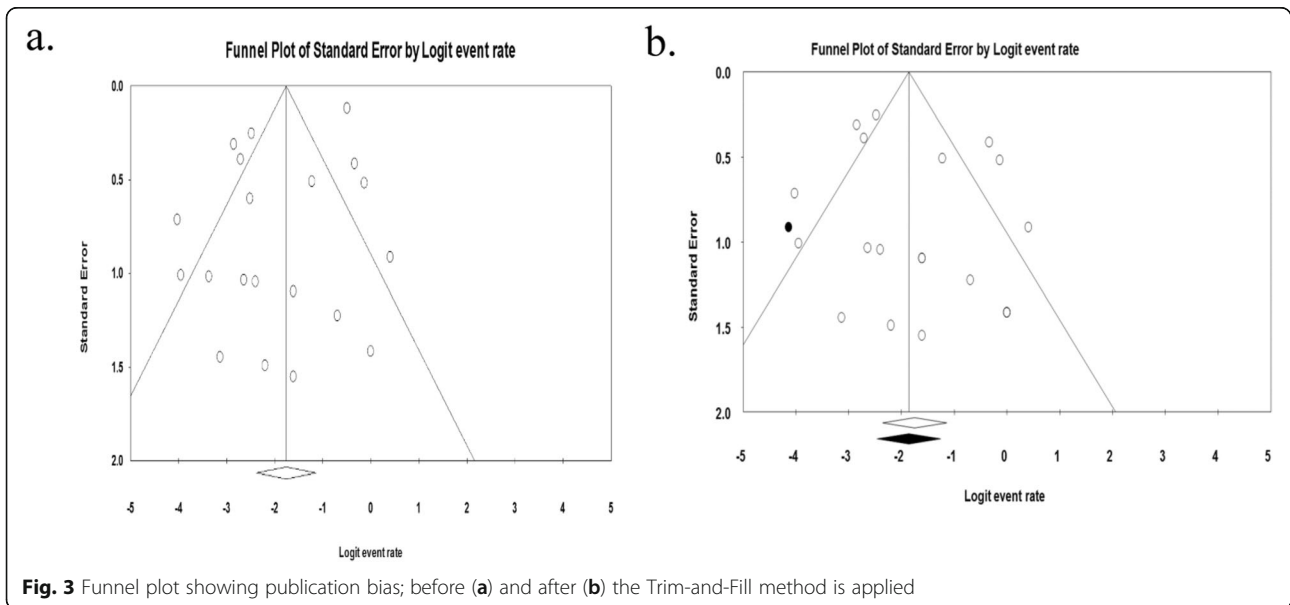 a.
Funnel Plot of Standard Error by Logit event rate
0.0
0.5
1.0
1.5
2.0
Standard Error
-5 -4 -3 -2 -1 0 1 2 3 4 5
Logit event rate
b.
Funnel Plot of Standard Error by Logit event rate
0.0
0.5
1.0
1.5
2.0
Standard Error
-5 -4 -3 -2 -1 0 1 2 3 4 5
Logit event rate
Fig. 3 Funnel plot showing publication bias; before (a) and after (b) the Trim-and-Fill method is applied